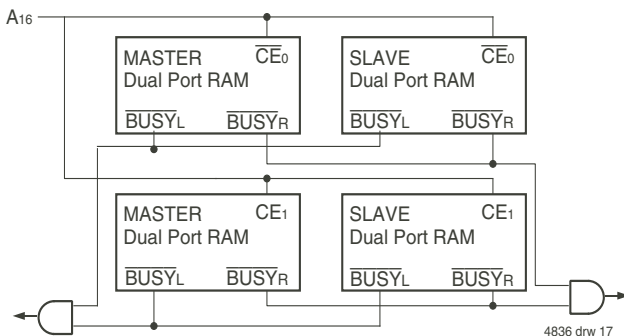 A16
MASTER
Dual Port RAM
CE0
BUSYL
BUSYR
SLAVE
Dual Port RAM
CE0
BUSYL
BUSYR
MASTER
Dual Port RAM
CE1
BUSYL
BUSYR
SLAVE
Dual Port RAM
CE1
BUSYL
BUSYR
4836 drw 17